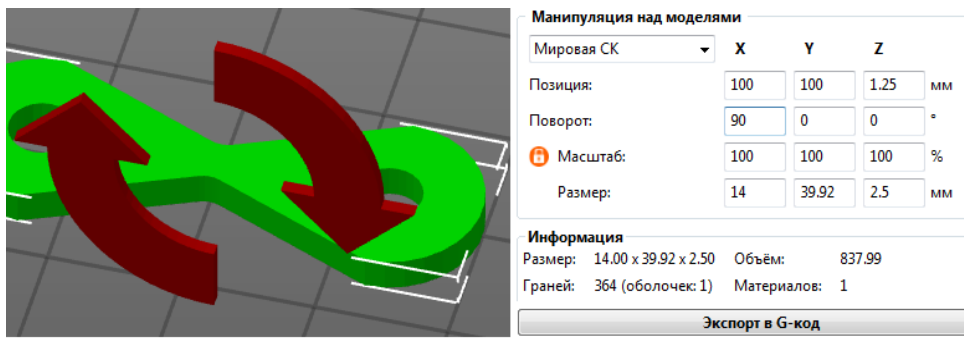 Манипуляция над моделями
Мировая СК X Y Z
Позиция: 100 100 1.25 мм
Поворот: 90 0 0 °
Масштаб: 100 100 100 %
Размер: 14 39.92 2.5 мм
Информация
Размер: 14.00 x 39.92 x 2.50 Объём: 837.99
Граней: 364 (оболочек: 1) Материалов: 1
Экспорт в G-код